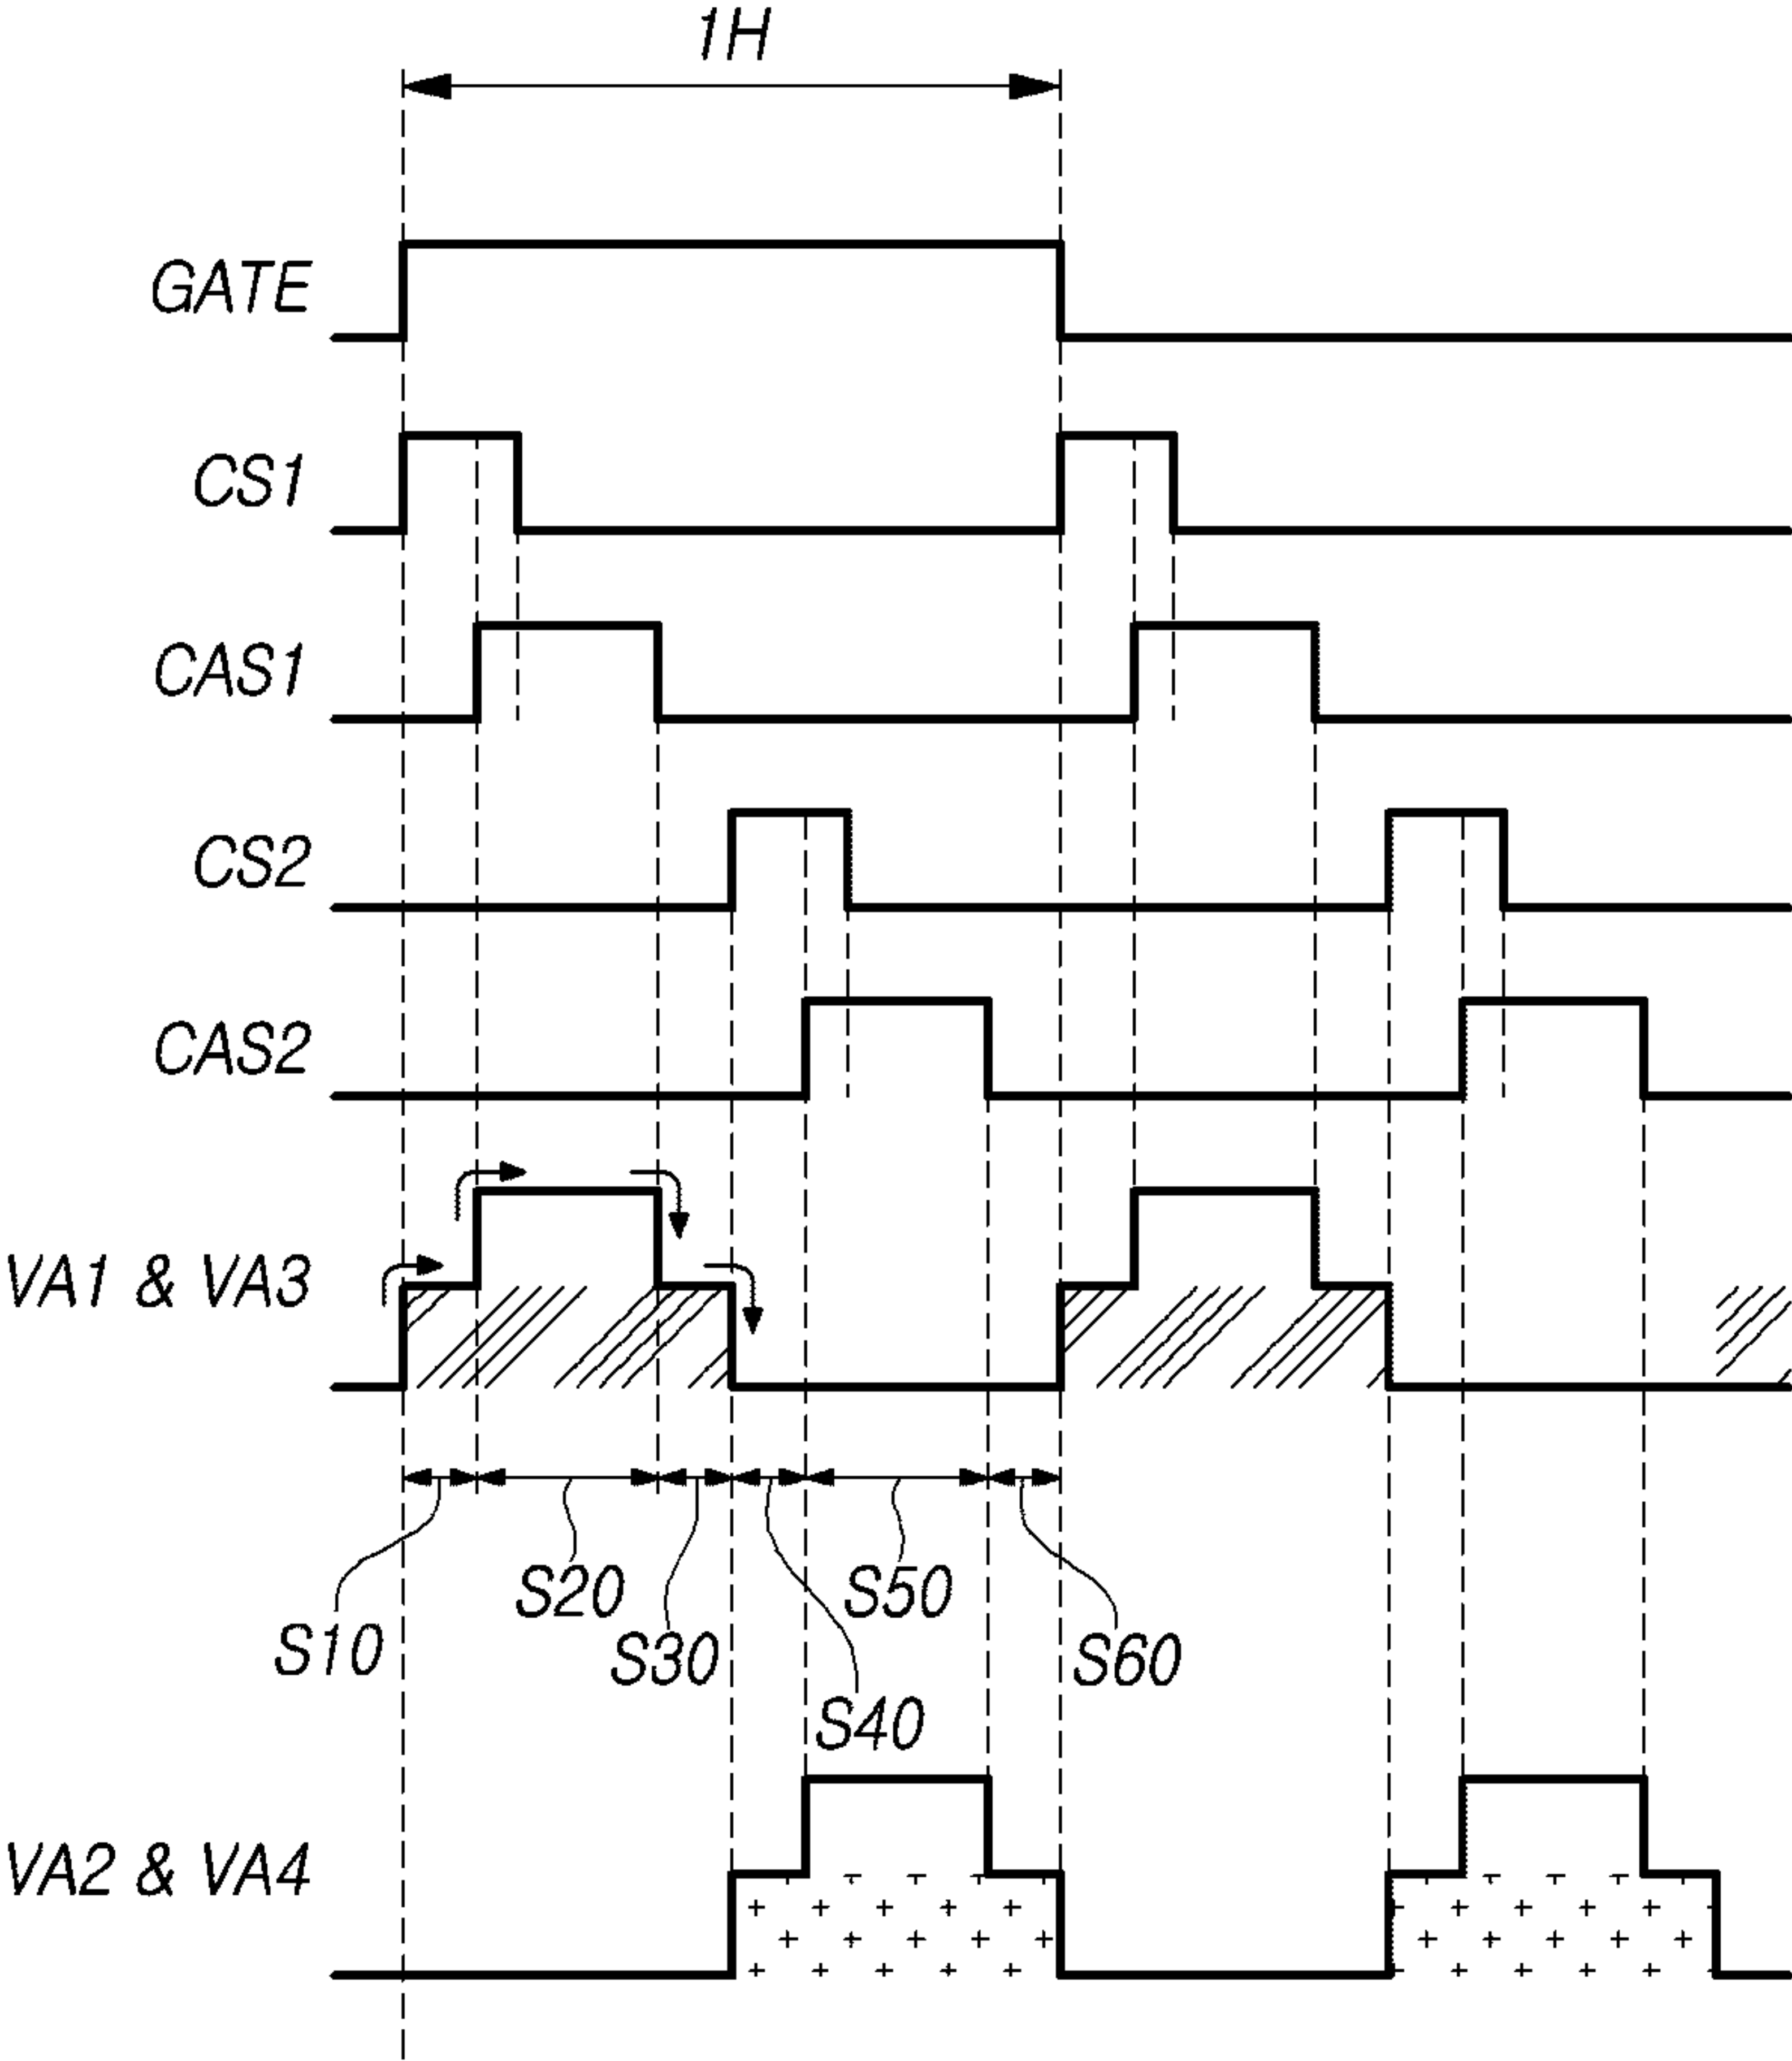 1H
GATE
CS1
CAS1
CS2
CAS2
VA1 & VA3
S10
S20
S30
S40
S50
S60
VA2 & VA4